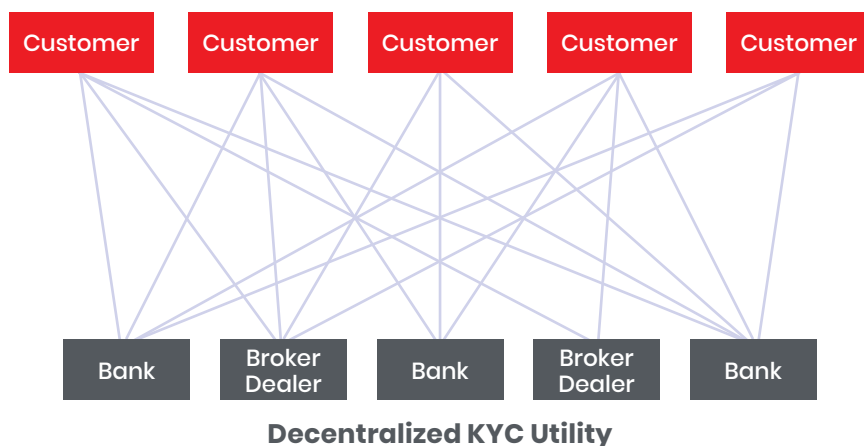 Customer
Customer
Customer
Customer
Customer
Bank
Broker
Dealer
Bank
Broker
Dealer
Bank
Decentralized KYC Utility